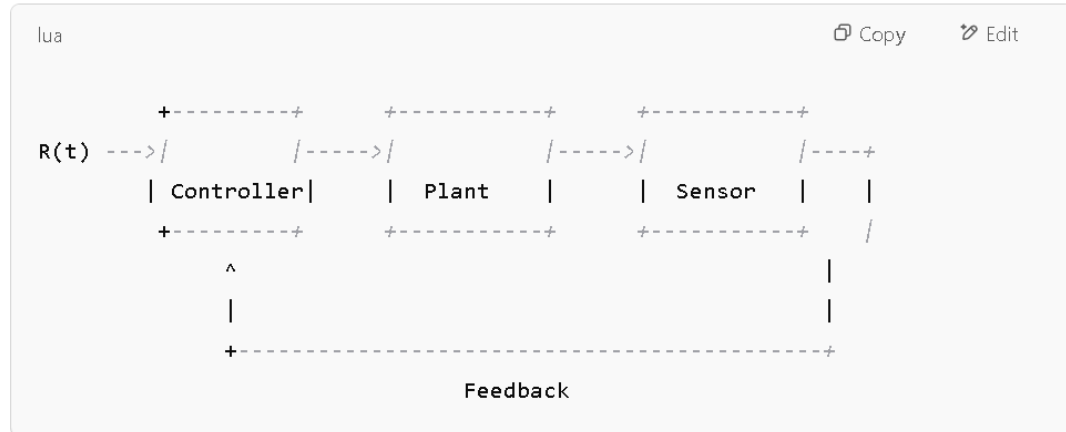 lua Copy Edit
+---------+ +-----------+ +-----------+
R(t) --->/ /----->/ /----->/ /----+
| Controller| | Plant | | Sensor | |
+---------+ +-----------+ +-----------+ /
^ |
| |
+--------------------------------------------+
Feedback